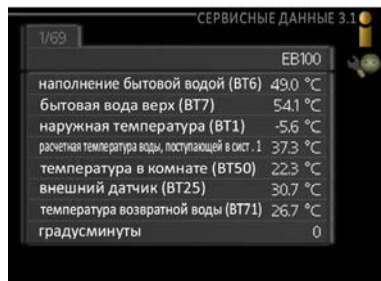 СЕРВИСНЫЕ ДАННЫЕ 3.1
1/69
EB100
наполнение бытовой водой (BT6) 49.0 °C
бытовая вода верх (BT7) 54.1 °C
наружная температура (BT1) -5.6 °C
расчетная температура воды, поступающей в сист. 1 37.3 °C
температура в комнате (BT50) 22.3 °C
внешний датчик (BT25) 30.7 °C
температура возвратной воды (BT71) 26.7 °C
градусминуты 0